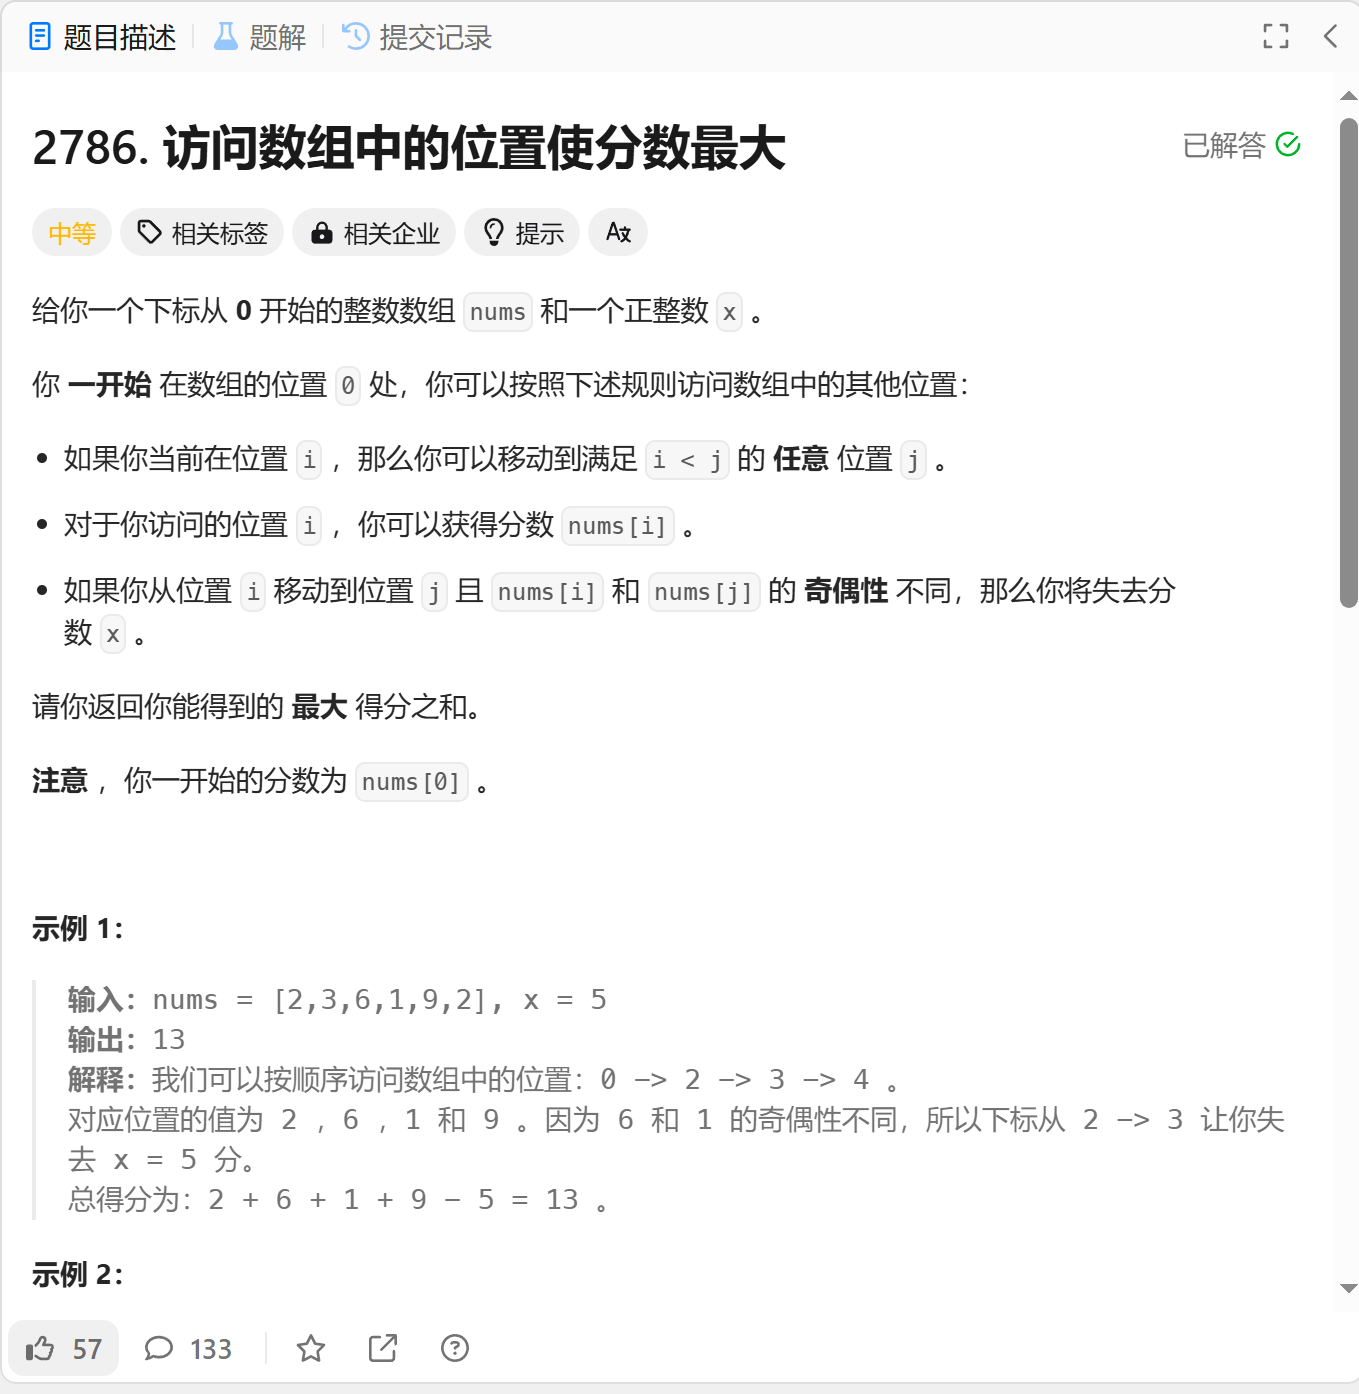 题目描述 题解 提交记录
2786. 访问数组中的位置使分数最大 已解答
中等 相关标签 相关企业 提示
给你一个下标从 0 开始的整数数组 nums 和一个正整数 x 。
你 一开始 在数组的位置 0 处，你可以按照下述规则访问数组中的其他位置：
如果你当前在位置 i ，那么你可以移动到满足 i < j 的 任意 位置 j 。
对于你访问的位置 i ，你可以获得分数 nums[i] 。
如果你从位置 i 移动到位置 j 且 nums[i] 和 nums[j] 的 奇偶性 不同，那么你将失去分
数 x 。
请你返回你能得到的 最大 得分之和。
注意 ，你一开始的分数为 nums[0] 。
示例 1：
输入：nums = [2,3,6,1,9,2], x = 5
输出：13
解释：我们可以按顺序访问数组中的位置：0 -> 2 -> 3 -> 4 。
对应位置的值为 2 ，6 ，1 和 9 。因为 6 和 1 的奇偶性不同，所以下标从 2 -> 3 让你失
去 x = 5 分。
总得分为：2 + 6 + 1 + 9 - 5 = 13 。
示例 2：
57 133